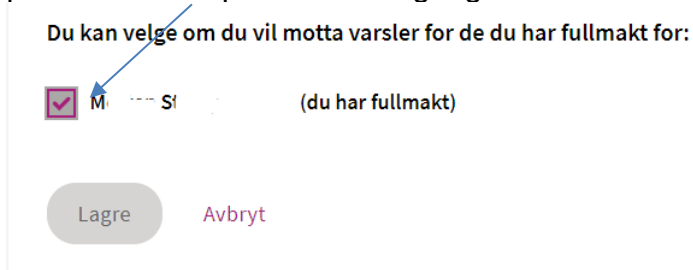 Du kan velge om du vil motta varsler for de du har fullmakt for:
(du har fullmakt)
Lagre Avbryt